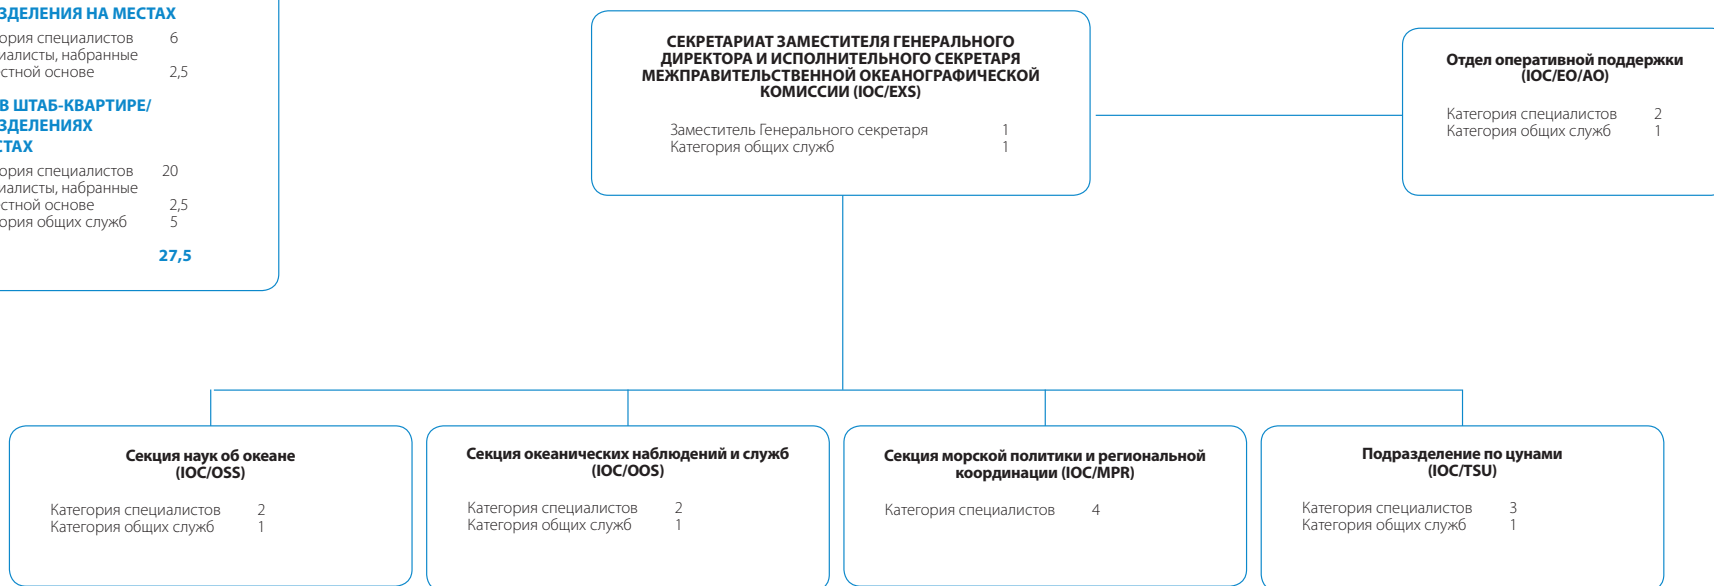 ЗДЕЛЕНИЯ НА МЕСТАХ
ория специалистов 6
иалисты, набранные
естной основе 2,5
В ШТАБ-КВАРТИРЕ/
ЗДЕЛЕНИЯХ
СТАХ
ория специалистов 20
иалисты, набранные
естной основе 2,5
ория общих служб 5
27,5
СЕКРЕТАРИАТ ЗАМЕСТИТЕЛЯ ГЕНЕРАЛЬНОГО
ДИРЕКТОРА И ИСПОЛНИТЕЛЬНОГО СЕКРЕТАРЯ
МЕЖПРАВИТЕЛЬСТВЕННОЙ ОКЕАНОГРАФИЧЕСКОЙ
КОМИССИИ (IOC/EXS)
Заместитель Генерального секретаря 1
Категория общих служб 1
Отдел оперативной поддержки
(IOC/EO/AO)
Категория специалистов 2
Категория общих служб 1
Секция наук об океане
(IOC/OSS)
Категория специалистов 2
Категория общих служб 1
Секция океанических наблюдений и служб
(IOC/OOS)
Категория специалистов 2
Категория общих служб 1
Секция морской политики и региональной
координации (IOC/MPR)
Категория специалистов 4
Подразделение по цунами
(IOC/TSU)
Категория специалистов 3
Категория общих служб 1